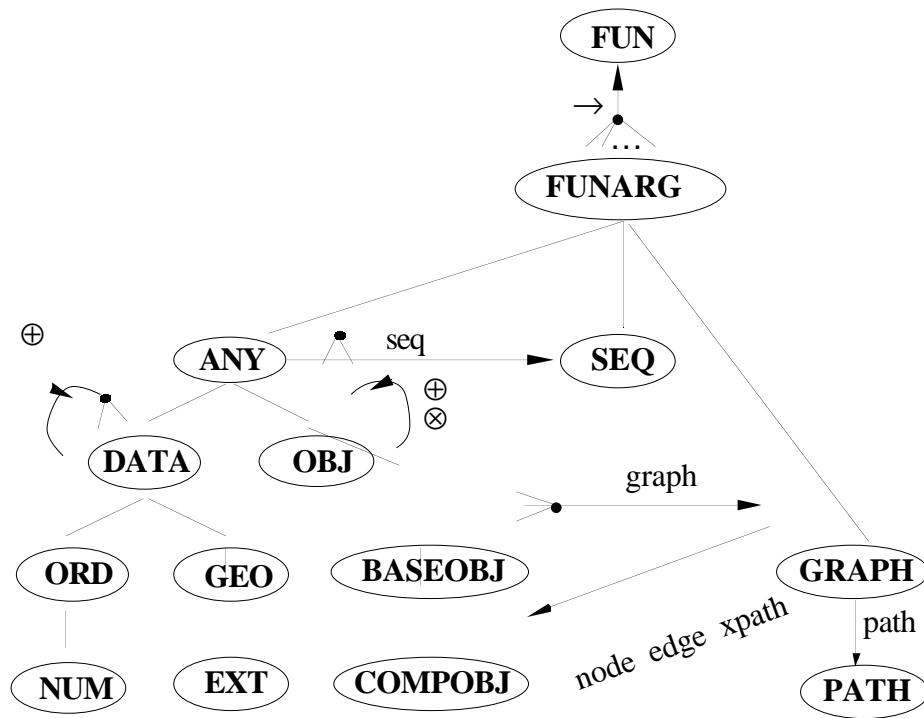 FUN
→
...
FUNARG
⊕
seq
ANY
SEQ
⊕
⊗
DATA
OBJ
graph
ORD
GEO
BASEOBJ
GRAPH
node edge xpath
path
NUM
EXT
COMPOBJ
PATH